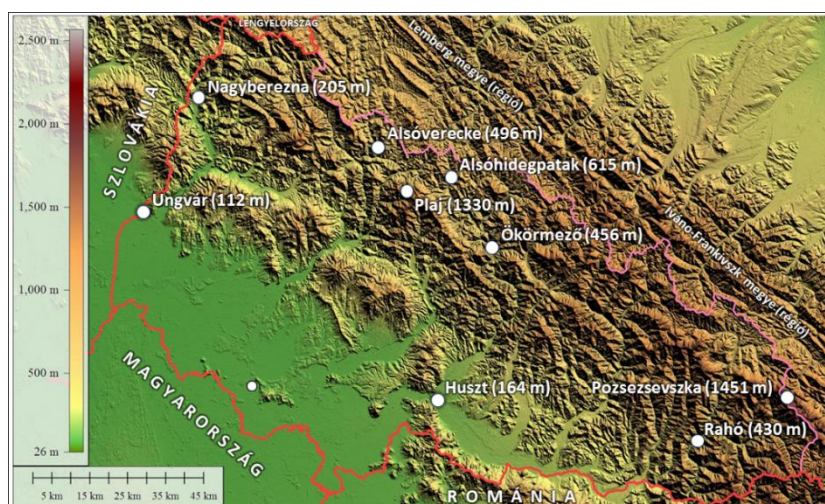 LENGYELORSZÁG
Lemberg megye (régió)
2,500 m
Nagyberezna (205 m)
2,000 m
SZLOVÁKIA
Alsóverecke (496 m)
Alsóhidegpatak (615 m)
Ungvár (112 m)
Plaj (1330 m)
1,500 m
Ökörmező (456 m)
Iváno-Frankivszk megye (régió)
1,000 m
MAGYARORSZÁG
500 m
Huszt (164 m)
Pozsezsevszka (1451 m)
Rahó (430 m)
26 m
5 km 15 km 25 km 35 km 45 km
ROMÁNIA